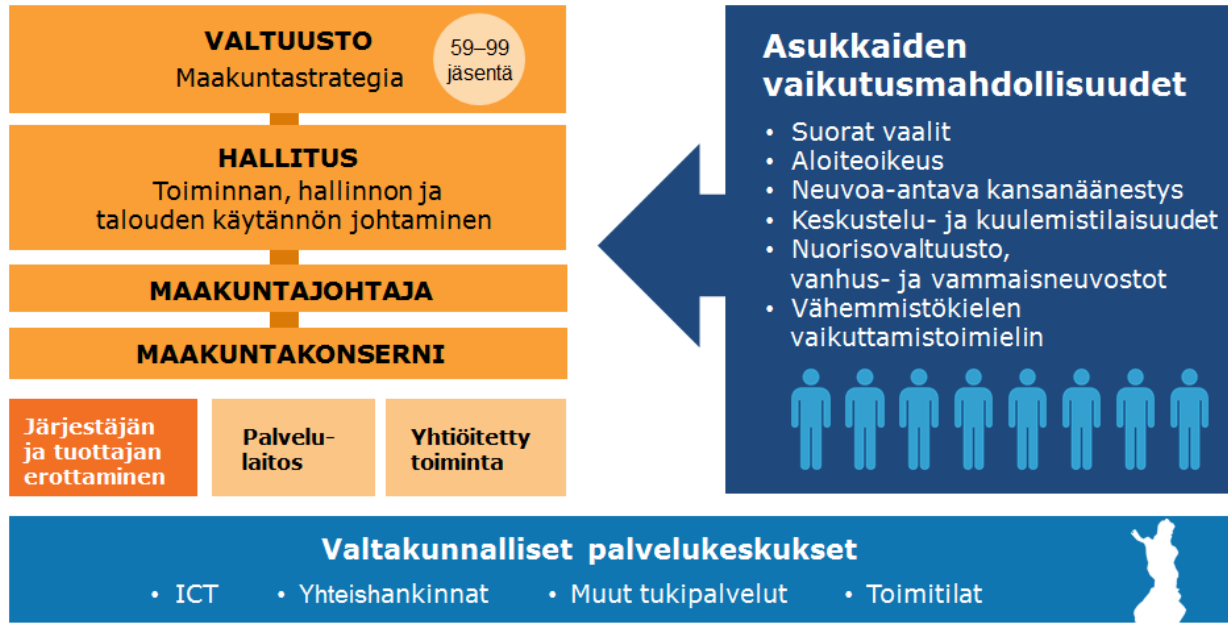 VALTUUSTO
Maakuntastrategia
59–99
jäsentä
HALLITUS
Toiminnan, hallinnon ja
talouden käytännön johtaminen
MAAKUNTAJOHTAJA
MAAKUNTAKONSERNI
Järjestäjän
ja tuottajan
erottaminen
Palvelu-
laitos
Yhtiöitetty
toiminta
Asukkaiden
vaikutusmahdollisuudet
• Suorat vaalit
• Aloiteoikeus
• Neuvoa-antava kansanäänestys
• Keskustelu- ja kuulemistilaisuudet
• Nuorisovaltuusto,
vanhus- ja vammaisneuvostot
• Vähemmistökielen
vaikuttamistoimielin
Valtakunnalliset palvelukeskukset
• ICT • Yhteishankinnat • Muut tukipalvelut • Toimitilat